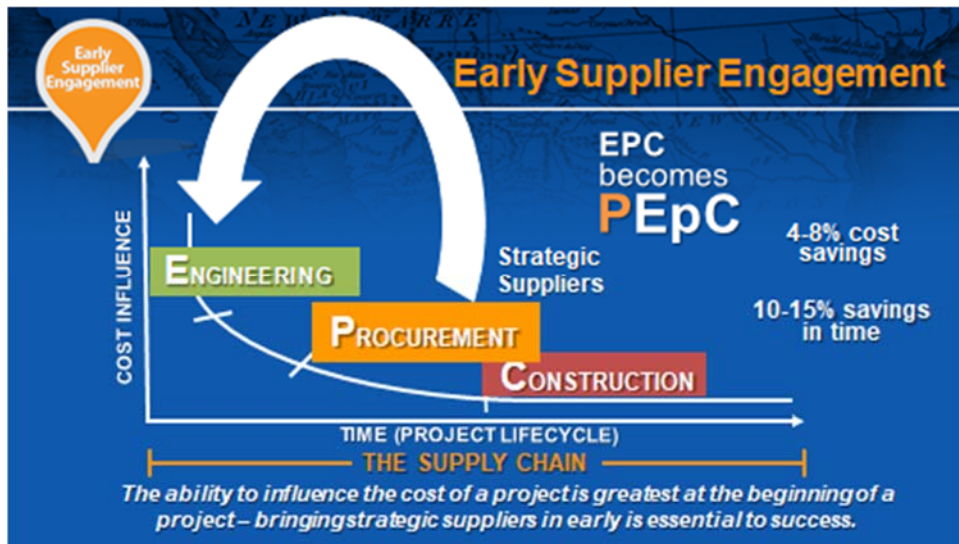 Early
Supplier
Engagement
Early Supplier Engagement
EPC
becomes
PEpC
4-8% cost
savings
10-15% savings
in time
Strategic
Suppliers
ENGINEERING
PROCUREMENT
CONSTRUCTION
COST INFLUENCE
TIME (PROJECT LIFECYCLE)
THE SUPPLY CHAIN
The ability to influence the cost of a project is greatest at the beginning of a
project – bringing strategic suppliers in early is essential to success.